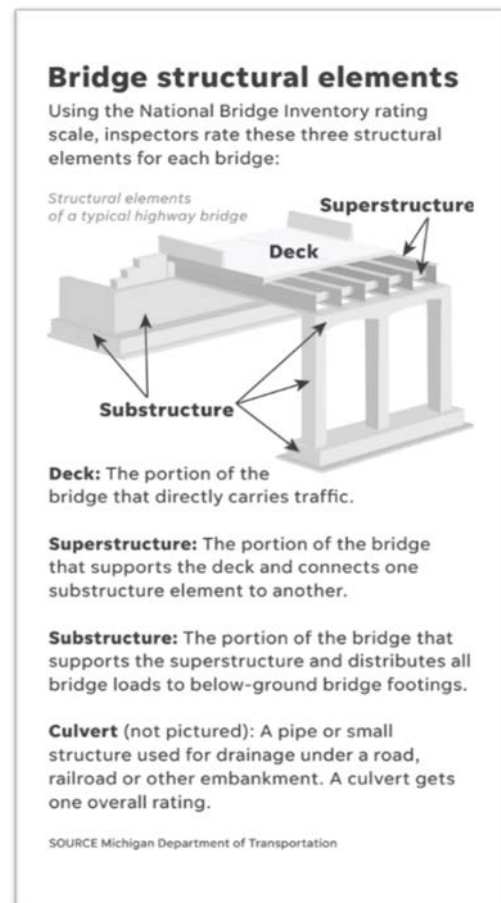 Bridge structural elements
Using the National Bridge Inventory rating
scale, inspectors rate these three structural
elements for each bridge:
Structural elements
of a typical highway bridge
Superstructure
Deck
Substructure
Deck: The portion of the
bridge that directly carries traffic.
Superstructure: The portion of the bridge
that supports the deck and connects one
substructure element to another.
Substructure: The portion of the bridge that
supports the superstructure and distributes all
bridge loads to below-ground bridge footings.
Culvert (not pictured): A pipe or small
structure used for drainage under a road,
railroad or other embankment. A culvert gets
one overall rating.
SOURCE Michigan Department of Transportation